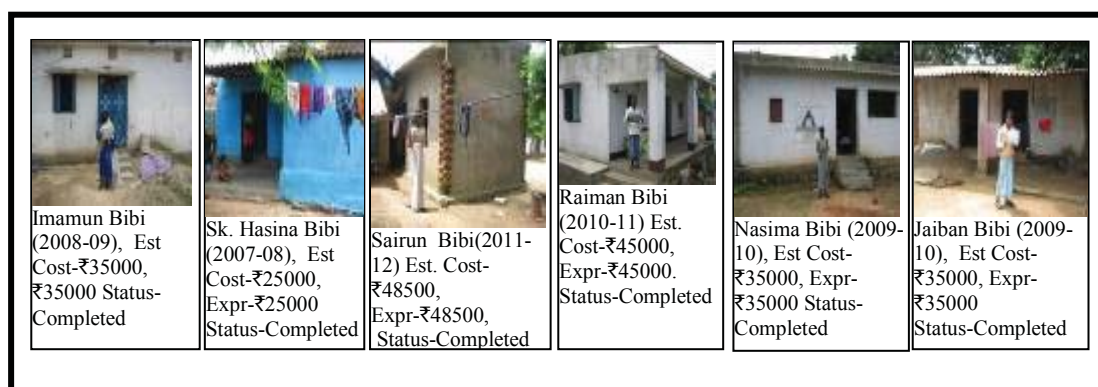 Imamun Bibi
(2008-09), Est
Cost-₹35000,
₹35000 Status-
Completed
Sk. Hasina Bibi
(2007-08), Est
Cost-₹25000,
Expr-₹25000
Status-Completed
Sairun Bibi(2011-
12) Est. Cost-
₹48500,
Expr-₹48500,
Status-Completed
Raiman Bibi
(2010-11) Est.
Cost-₹45000,
Expr-₹45000.
Status-Completed
Nasima Bibi (2009-
10), Est Cost-
₹35000, Expr-
₹35000 Status-
Completed
Jaiban Bibi (2009-
10), Est Cost-
₹35000, Expr-
₹35000
Status-Completed